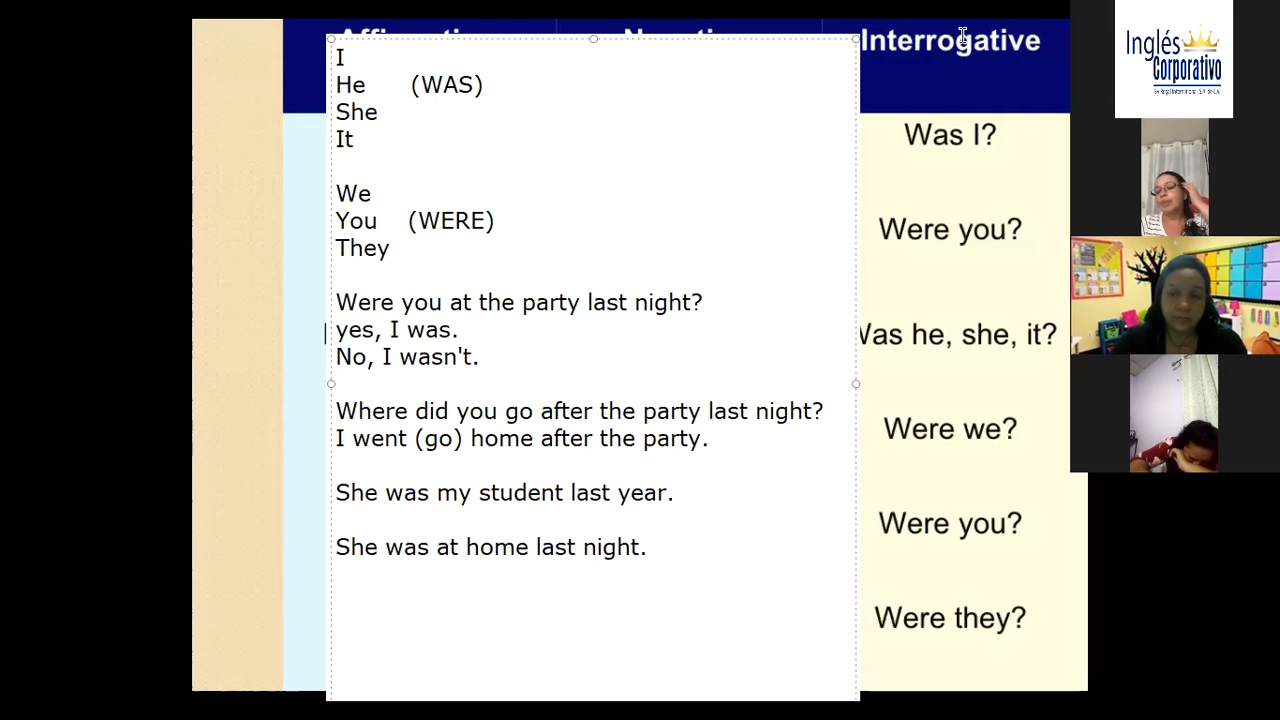 Interrogative
I
He (WAS)
She
It
We
You (WERE)
They
Were you at the party last night?
yes, I was.
No, I wasn't.
Where did you go after the party last night?
I went (go) home after the party.
She was my student last year.
She was at home last night.
Was I?
Were you?
Was he, she, it?
Were we?
Were you?
Were they?
Inglés
Corporativo